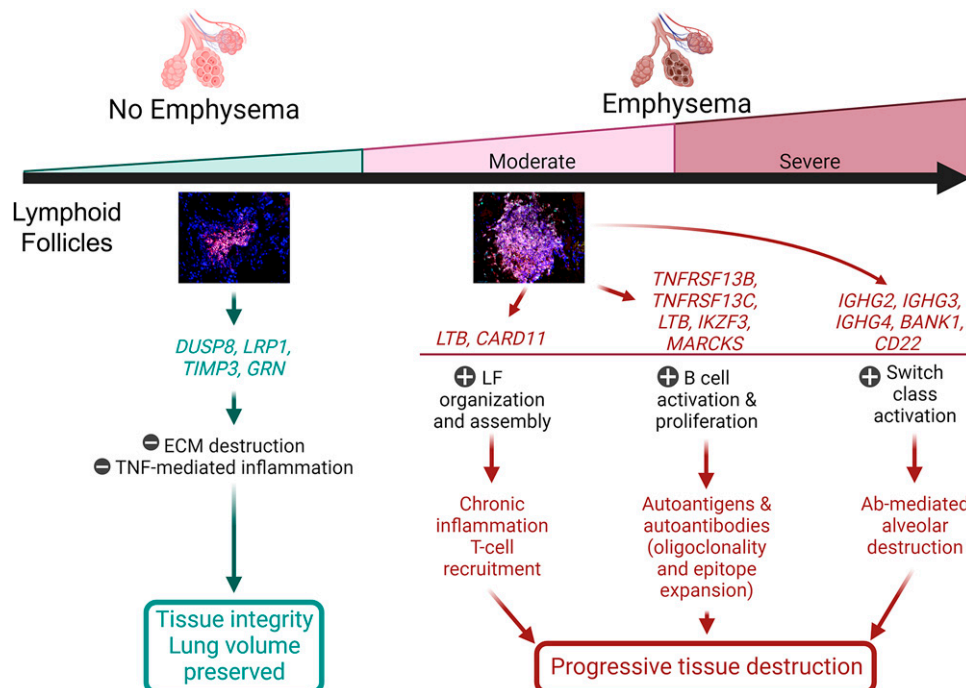 No Emphysema
Emphysema
Moderate
Severe
Lymphoid
Follicles
DUSP8, LRP1,
TIMP3, GRN
− ECM destruction
− TNF-mediated inflammation
Tissue integrity
Lung volume
preserved
LTB, CARD11
+ LF
organization
and assembly
Chronic
inflammation
T-cell
recruitment
TNFRSF13B,
TNFRSF13C,
LTB, IKZF3,
MARCKS
+ B cell
activation &
proliferation
Autoantigens &
autoantibodies
(oligoclonality
and epitope
expansion)
IGHG2, IGHG3,
IGHG4, BANK1,
CD22
+ Switch
class
activation
Ab-mediated
alveolar
destruction
Progressive tissue destruction